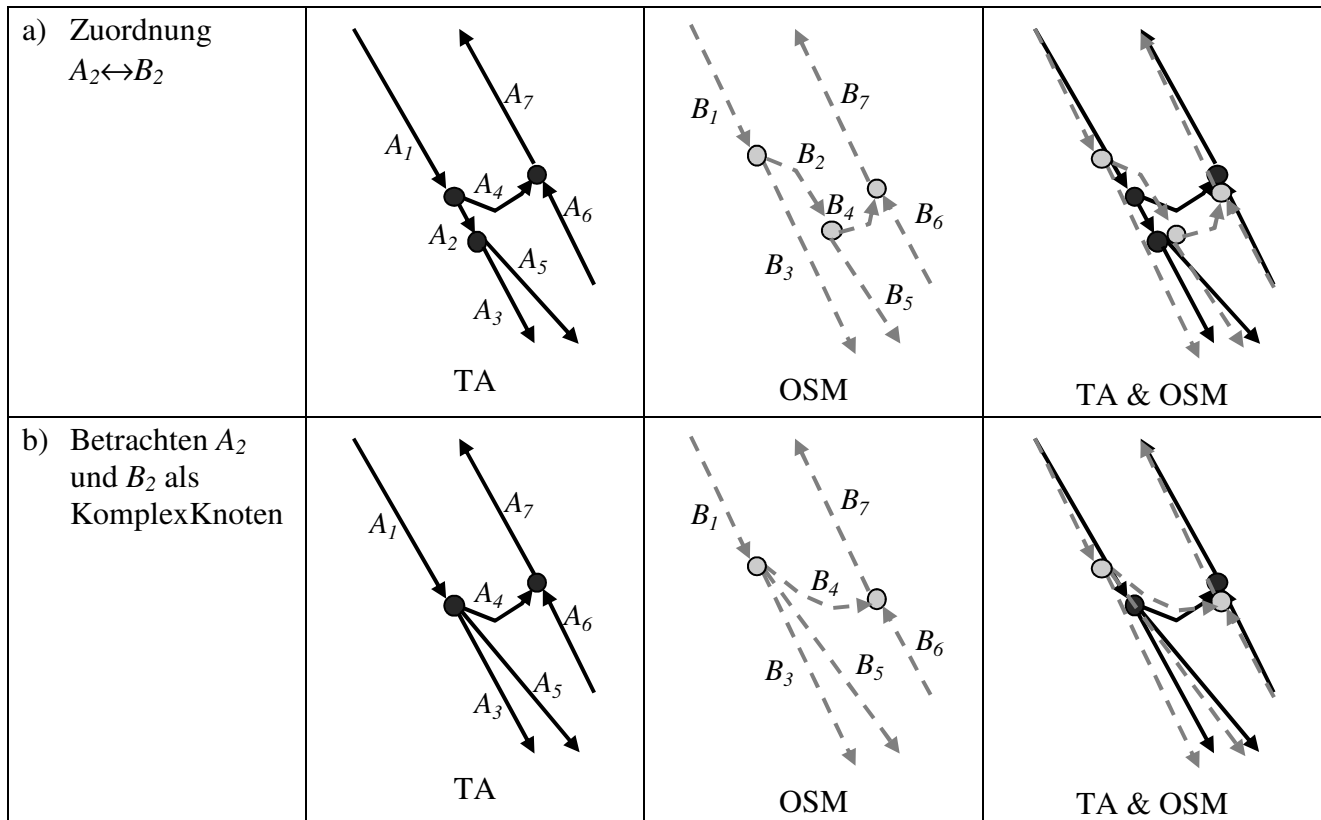 a) Zuordnung
A₂↔B₂
A₁
A₇
A₄
A₂
A₆
A₅
A₃
TA
B₁
B₇
B₂
B₄
B₆
B₃
B₅
OSM
TA & OSM
b) Betrachten A₂
und B₂ als
KomplexKnoten
A₁
A₇
A₄
A₆
A₅
A₃
TA
B₁
B₇
B₄
B₆
B₃
B₅
OSM
TA & OSM